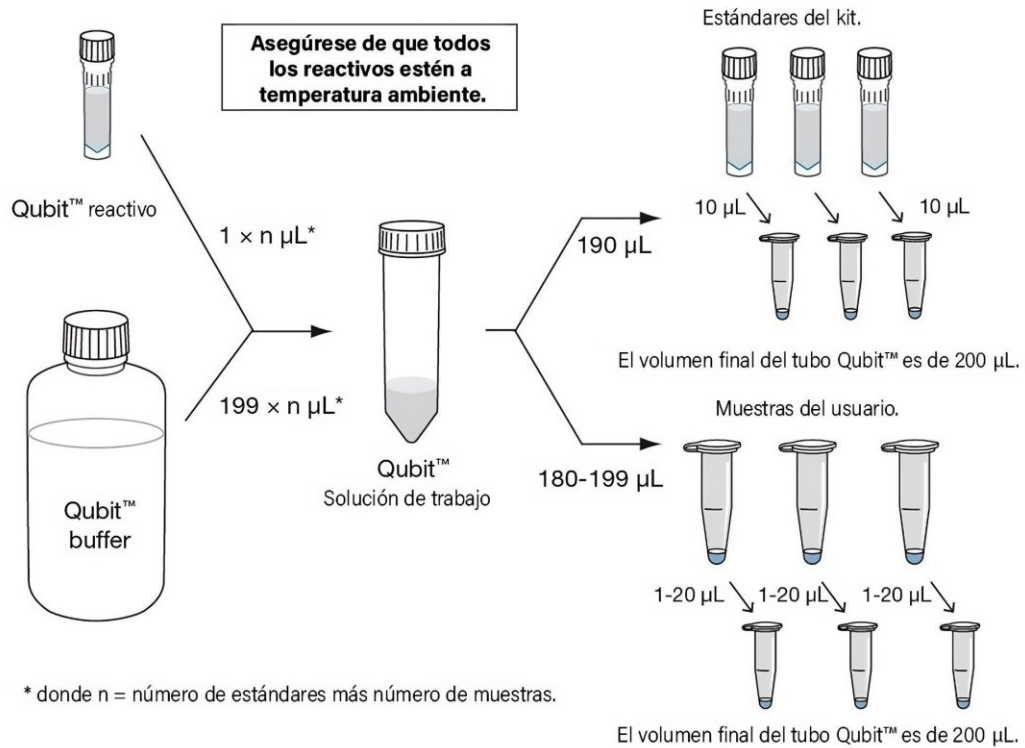 Estándares del kit.
Asegúrese de que todos
los reactivos estén a
temperatura ambiente.
Qubit™ reactivo
1 × n µL*
199 × n µL*
Qubit™
buffer
Qubit™
Solución de trabajo
190 µL
10 µL
10 µL
El volumen final del tubo Qubit™ es de 200 µL.
Muestras del usuario.
180-199 µL
1-20 µL
1-20 µL
1-20 µL
El volumen final del tubo Qubit™ es de 200 µL.
* donde n = número de estándares más número de muestras.